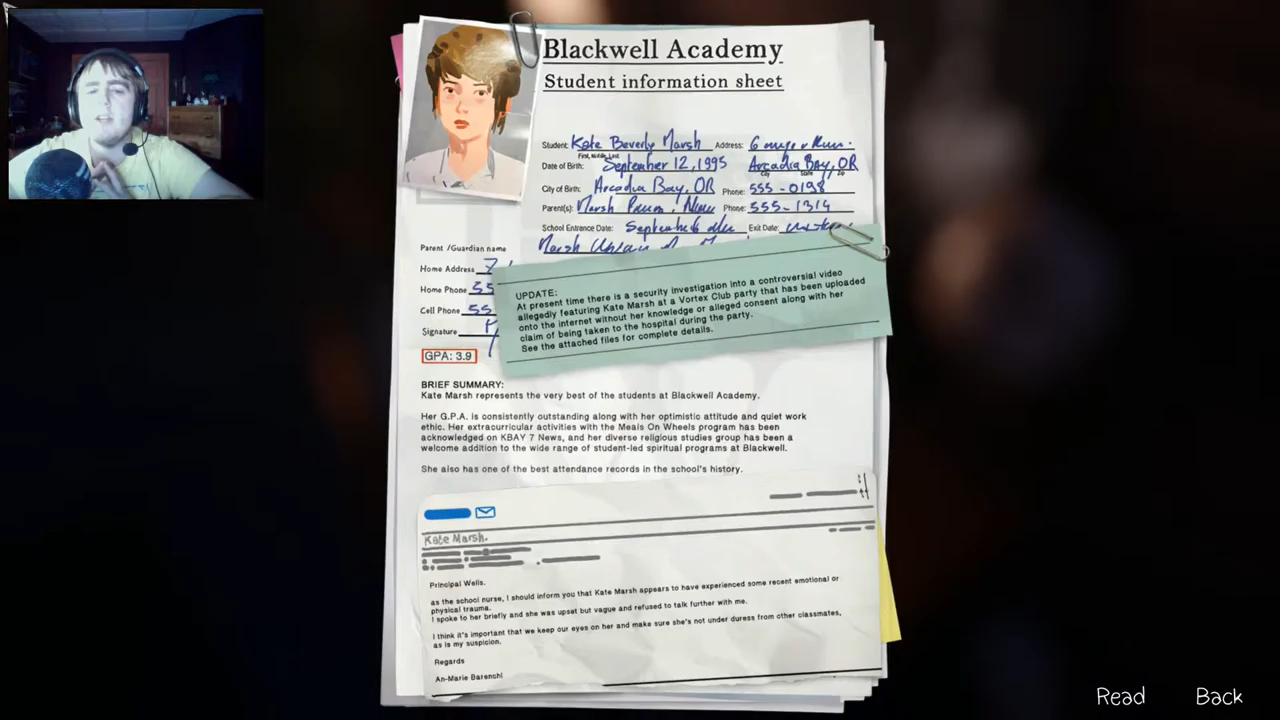 Blackwell Academy
Student information sheet
Student: Kate Beverly Marsh Address: 6
First, Middle, Last
Date of Birth: September 12, 1995 Arcadia Bay, OR
City State Zip
City of Birth: Arcadia Bay, OR Phone: 555-0198
Parent(s): Marsh Phone: 555-1314
School Entrance Date: Exit Date:
Marsh
Parent /Guardian name
Home Address 7
Home Phone 55
Cell Phone 55
Signature
GPA: 3.9
UPDATE:
At present time there is a security investigation into a controversial video
allegedly featuring Kate Marsh at a Vortex Club party that has been uploaded
onto the internet without her knowledge or alleged consent along with her
claim of being taken to the hospital during the party.
See the attached files for complete details.
BRIEF SUMMARY:
Kate Marsh represents the very best of the students at Blackwell Academy.
Her G.P.A. is consistently outstanding along with her optimistic attitude and quiet work
ethic. Her extracurricular activities with the Meals On Wheels program has been
acknowledged on KBAY 7 News, and her diverse religious studies group has been a
welcome addition to the wide range of student-led spiritual programs at Blackwell.
She also has one of the best attendance records in the school's history.
Kate Marsh.
Principal Wells.
as the school nurse, I should inform you that Kate Marsh appears to have experienced some recent emotional or
physical trauma.
I spoke to her briefly and she was upset but vague and refused to talk further with me.
I think it's important that we keep our eyes on her and make sure she's not under duress from other classmates,
as is my suspicion.
Regards
An-Marie Barenchi
Read Back